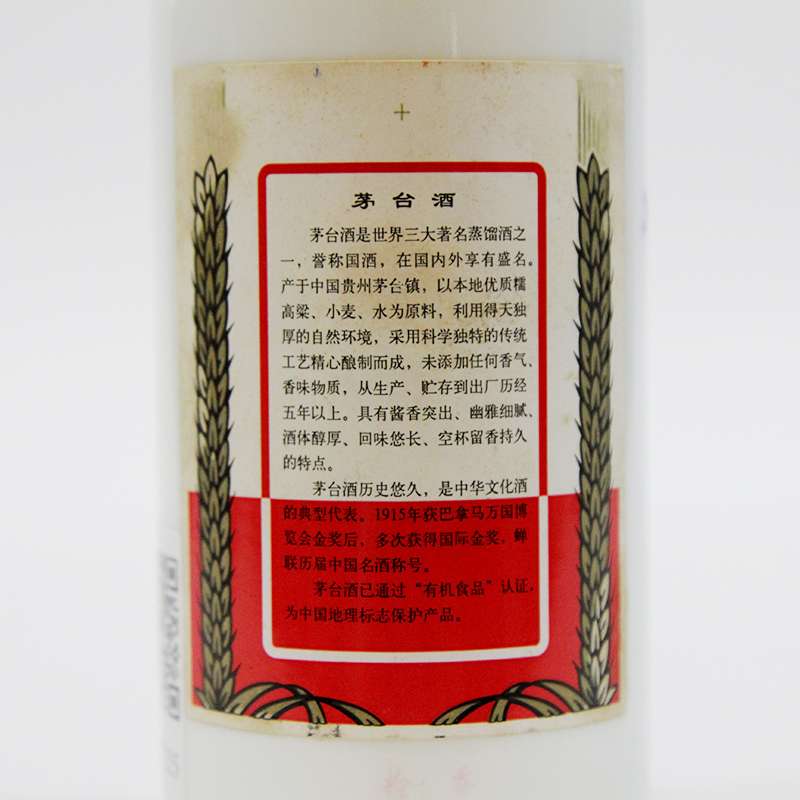 茅台酒
茅台酒是世界三大著名蒸馏酒之
一，誉称国酒，在国内外享有盛名。
产于中国贵州茅台镇，以本地优质糯
高粱、小麦、水为原料，利用得天独
厚的自然环境，采用科学独特的传统
工艺精心酿制而成，未添加任何香气、
香味物质，从生产、贮存到出厂历经
五年以上。具有酱香突出、幽雅细腻、
酒体醇厚、回味悠长、空杯留香持久
的特点。
茅台酒历史悠久，是中华文化酒
的典型代表。1915年获巴拿马万国博
览会金奖后、多次获得国际金奖，蝉
联历届中国名酒称号。
茅台酒已通过“有机食品”认证，
为中国地理标志保护产品。